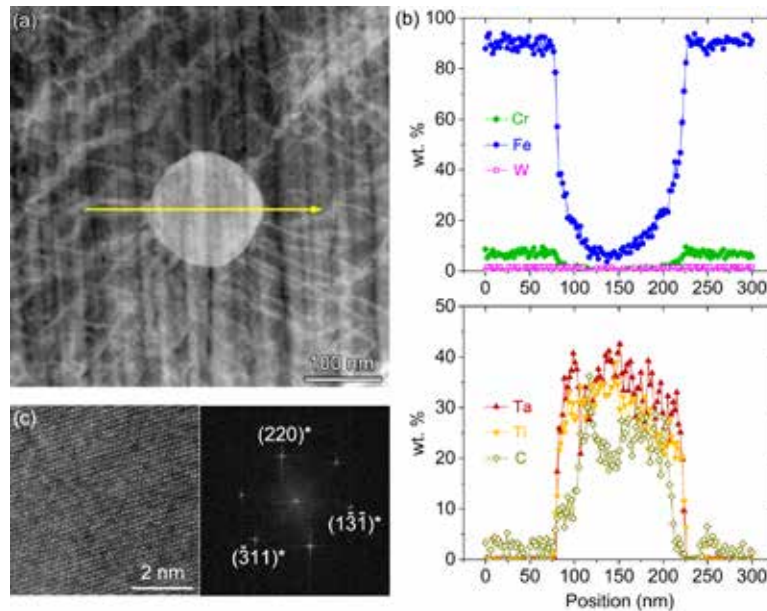 (a)
100 nm
(b)
100
80
60
40
20
0
wt. %
Cr
Fe
W
0 50 100 150 200 250 300
50
40
30
20
10
0
wt. %
Ta
Ti
C
0 50 100 150 200 250 300
Position (nm)
(c)
2 nm
(220)*
(13̄1̄)*
(3̄11)*